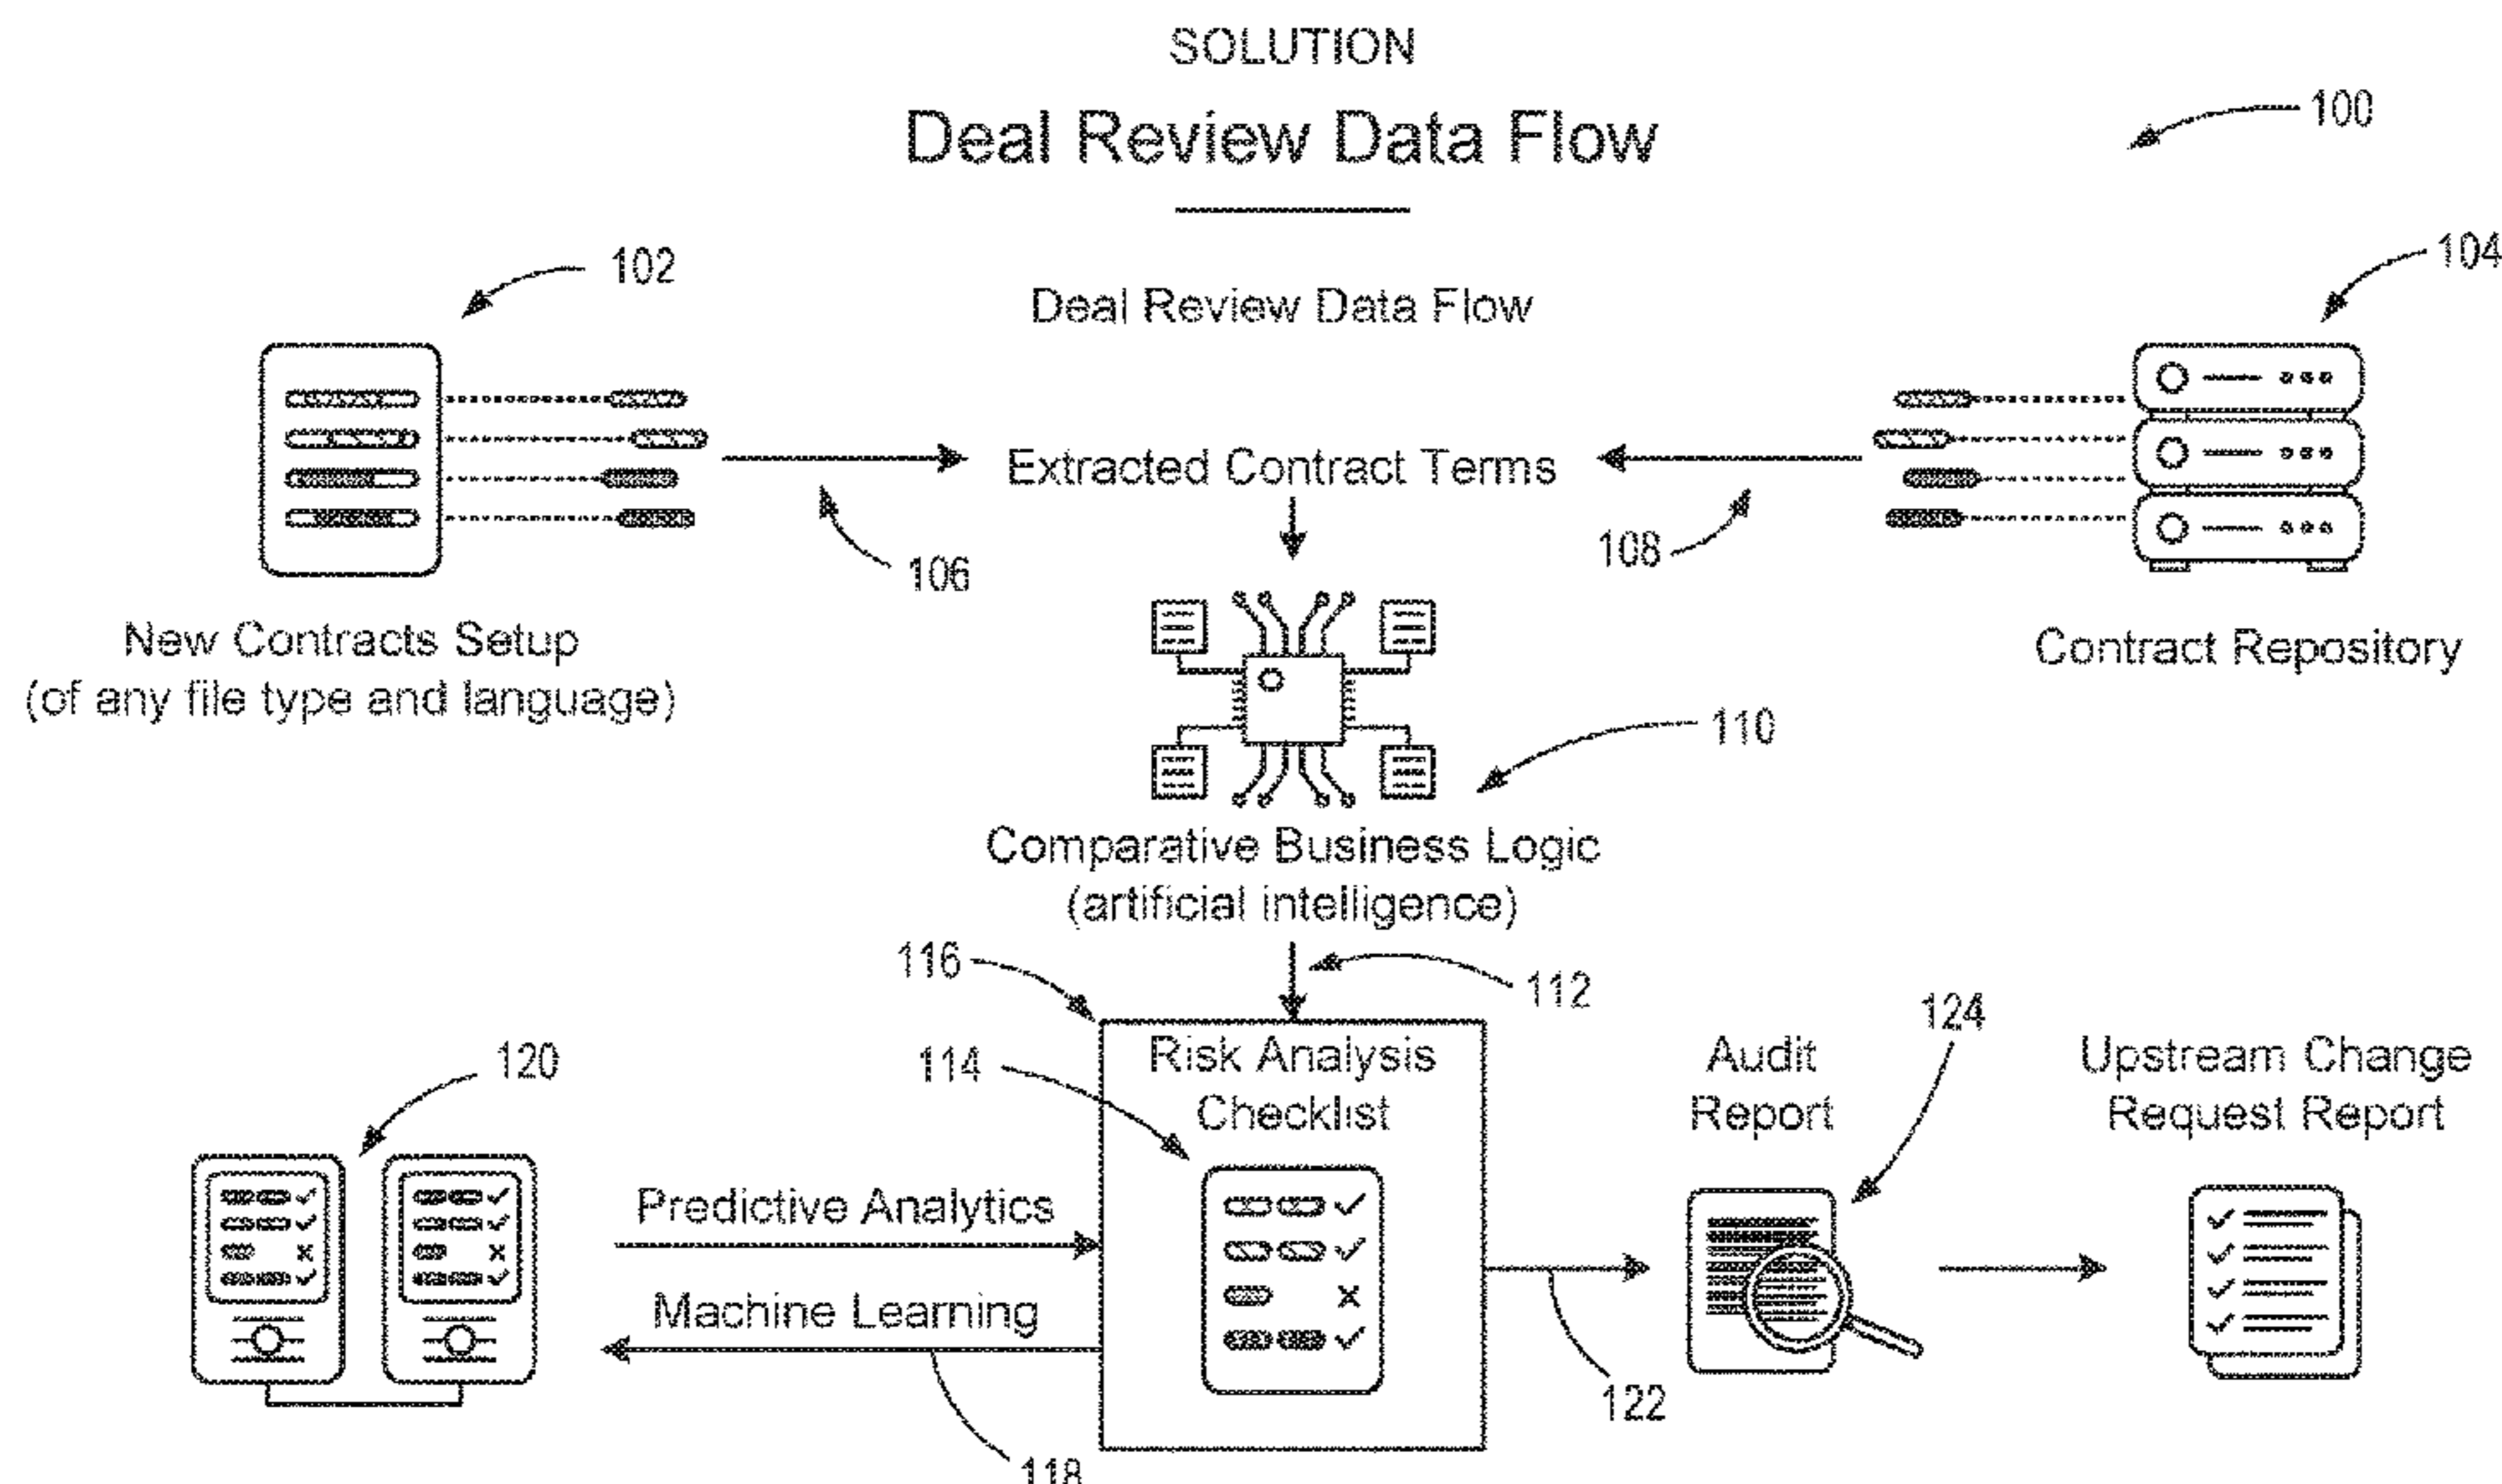 SOLUTION
Deal Review Data Flow
100
102
104
Deal Review Data Flow
Extracted Contract Terms
106
108
New Contracts Setup
(of any file type and language)
Contract Repository
110
Comparative Business Logic
(artificial intelligence)
116
112
124
120
114
Risk Analysis
Checklist
Audit
Report
Upstream Change
Request Report
Predictive Analytics
Machine Learning
122
118